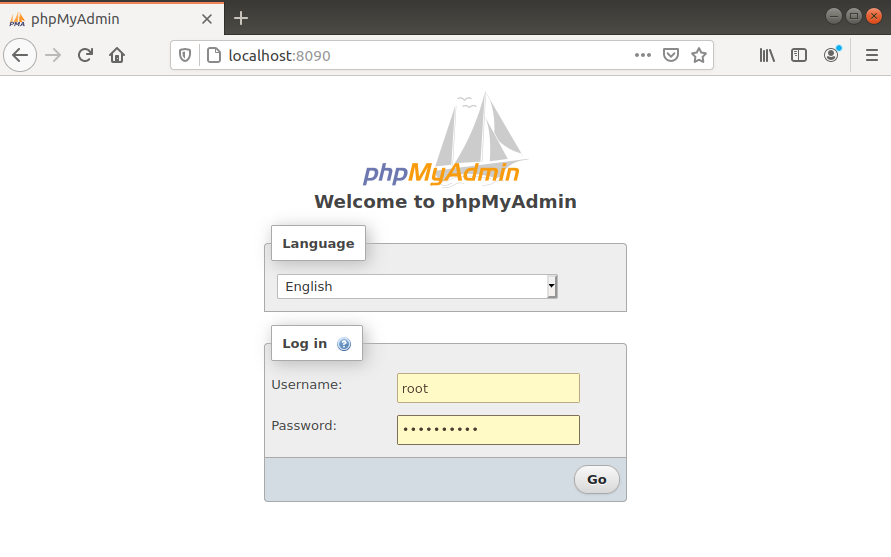 phpMyAdmin
localhost:8090
phpMyAdmin
Welcome to phpMyAdmin
Language
English
Log in
Username:
root
Password:
••••••••••
Go